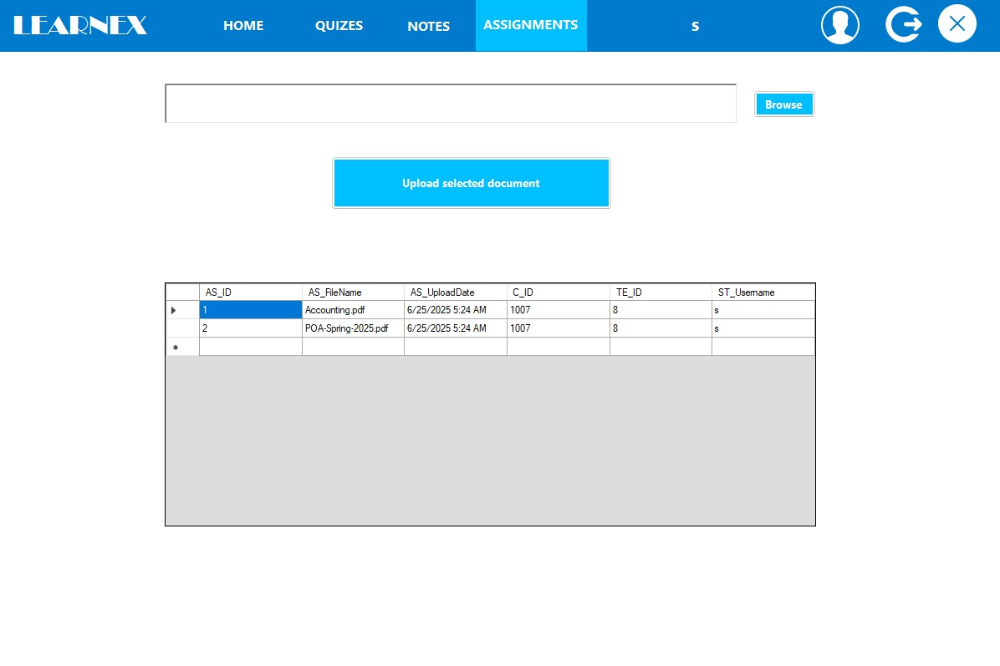 LEARNEX HOME QUIZES NOTES ASSIGNMENTS S
Browse
Upload selected document
AS_ID AS_FileName AS_UploadDate C_ID TE_ID ST_Username
1 Accounting.pdf 6/25/2025 5:24 AM 1007 8 s
2 POA-Spring-2025.pdf 6/25/2025 5:24 AM 1007 8 s